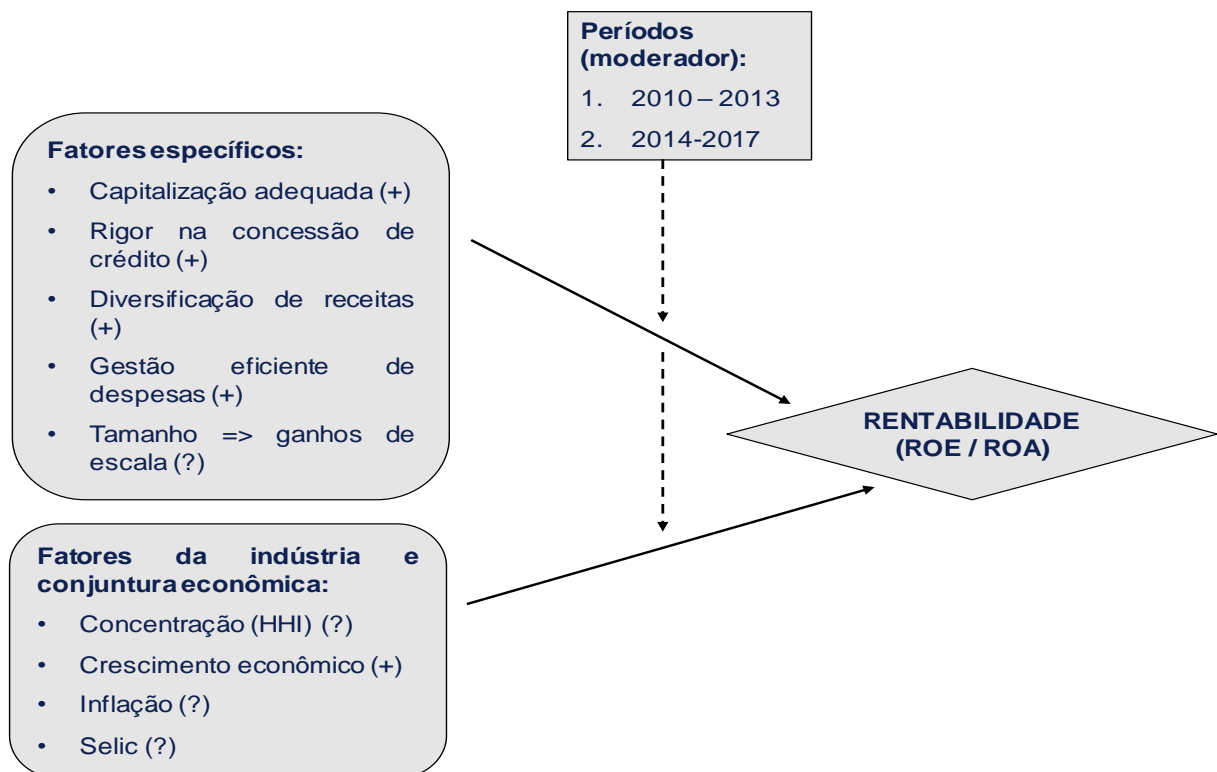 Períodos
(moderador):
1. 2010 – 2013
2. 2014-2017
Fatores específicos:
• Capitalização adequada (+)
• Rigor na concessão de
crédito (+)
• Diversificação de receitas
(+)
• Gestão eficiente de
despesas (+)
• Tamanho => ganhos de
escala (?)
RENTABILIDADE
(ROE / ROA)
Fatores da indústria e
conjuntura econômica:
• Concentração (HHI) (?)
• Crescimento econômico (+)
• Inflação (?)
• Selic (?)